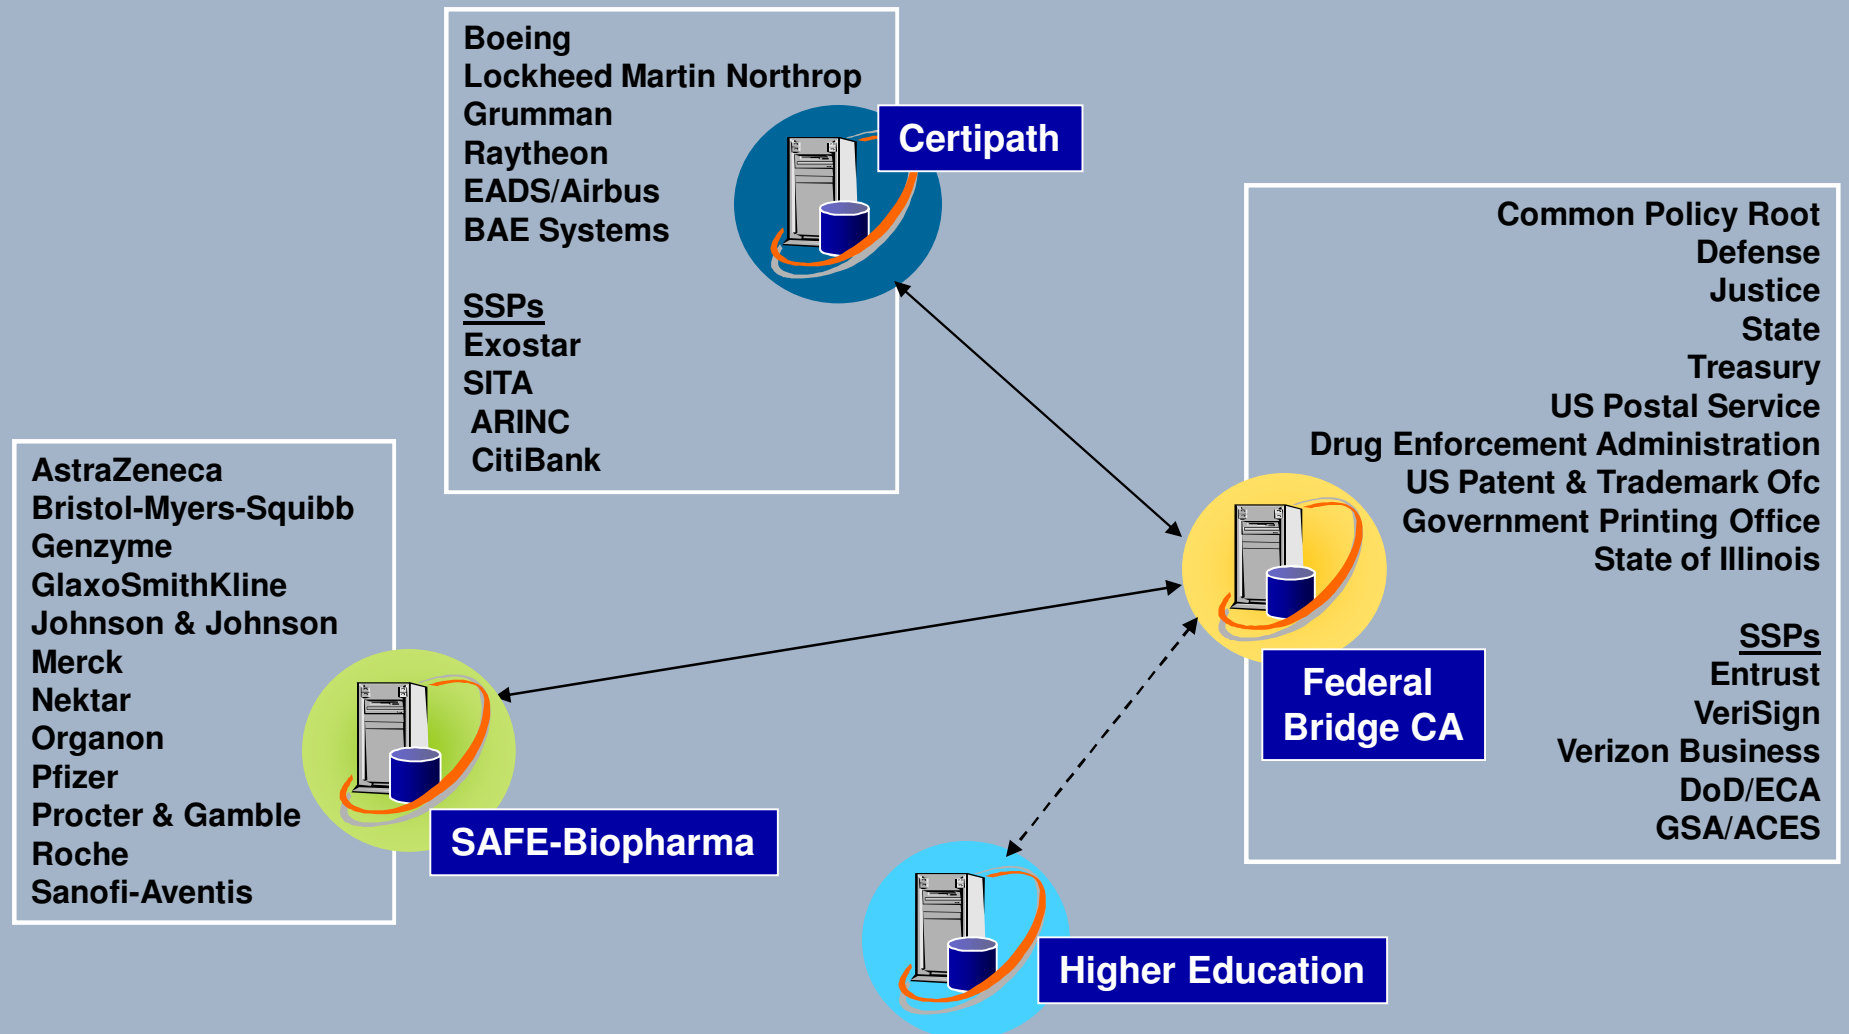 Boeing
Lockheed Martin Northrop
Grumman
Raytheon
EADS/Airbus
BAE Systems
SSPs
Exostar
SITA
ARINC
CitiBank
Certipath
Common Policy Root
Defense
Justice
State
Treasury
US Postal Service
Drug Enforcement Administration
US Patent & Trademark Ofc
Government Printing Office
State of Illinois
SSPs
Entrust
VeriSign
Verizon Business
DoD/ECA
GSA/ACES
Federal
Bridge CA
AstraZeneca
Bristol-Myers-Squibb
Genzyme
GlaxoSmithKline
Johnson & Johnson
Merck
Nektar
Organon
Pfizer
Procter & Gamble
Roche
Sanofi-Aventis
SAFE-Biopharma
Higher Education